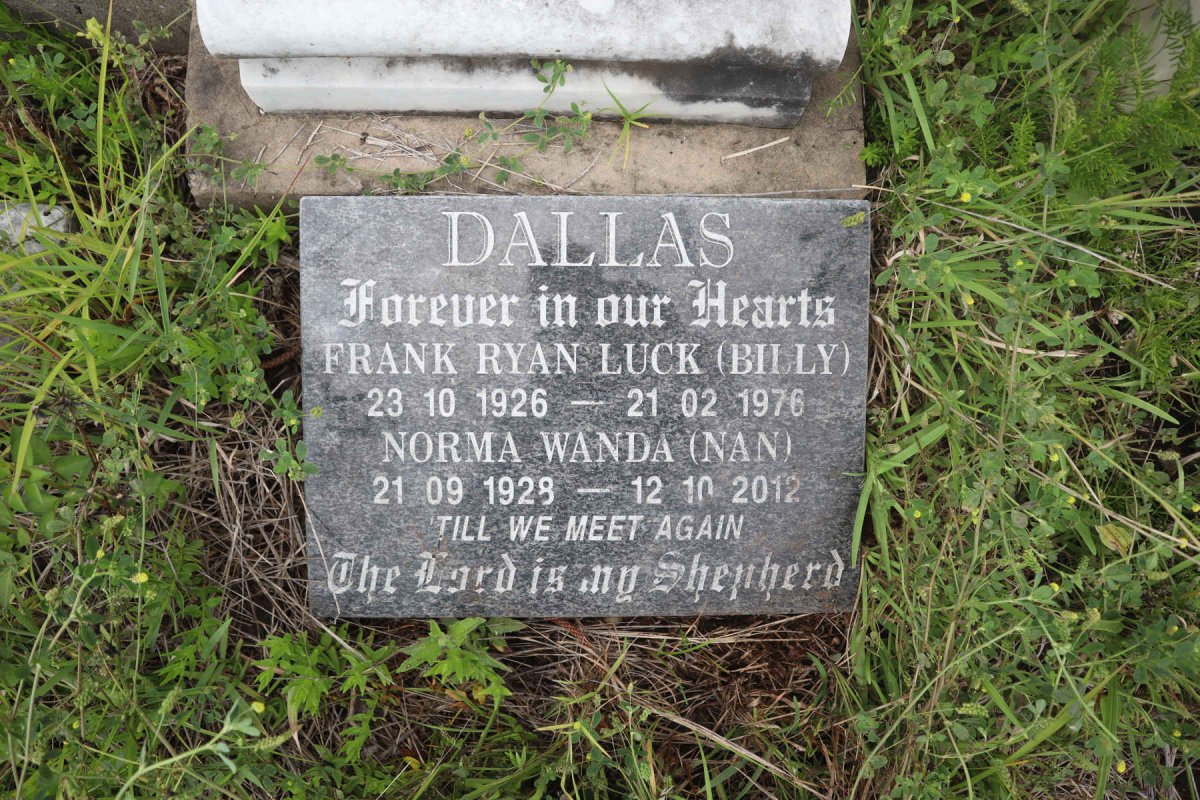 DALLAS
Forever in our Hearts
FRANK RYAN LUCK (BILLY)
23 10 1926 — 21 02 1976
NORMA WANDA (NAN)
21 09 1928 — 12 10 2012
'TILL WE MEET AGAIN
The Lord is my Shepherd